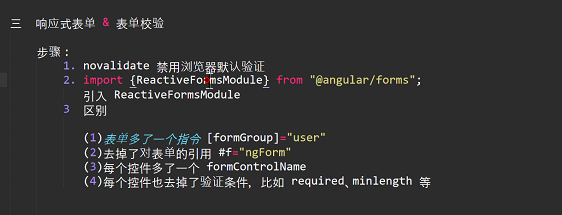 三 响应式表单 & 表单校验
步骤:
1. novalidate 禁用浏览器默认验证
2. import {ReactiveFormsModule} from "@angular/forms";
引入 ReactiveFormsModule
3 区别
(1)表单多了一个指令 [formGroup]="user"
(2)去掉了对表单的引用 #f="ngForm"
(3)每个控件多了一个 formControlName
(4)每个控件也去掉了验证条件, 比如 required、minlength 等